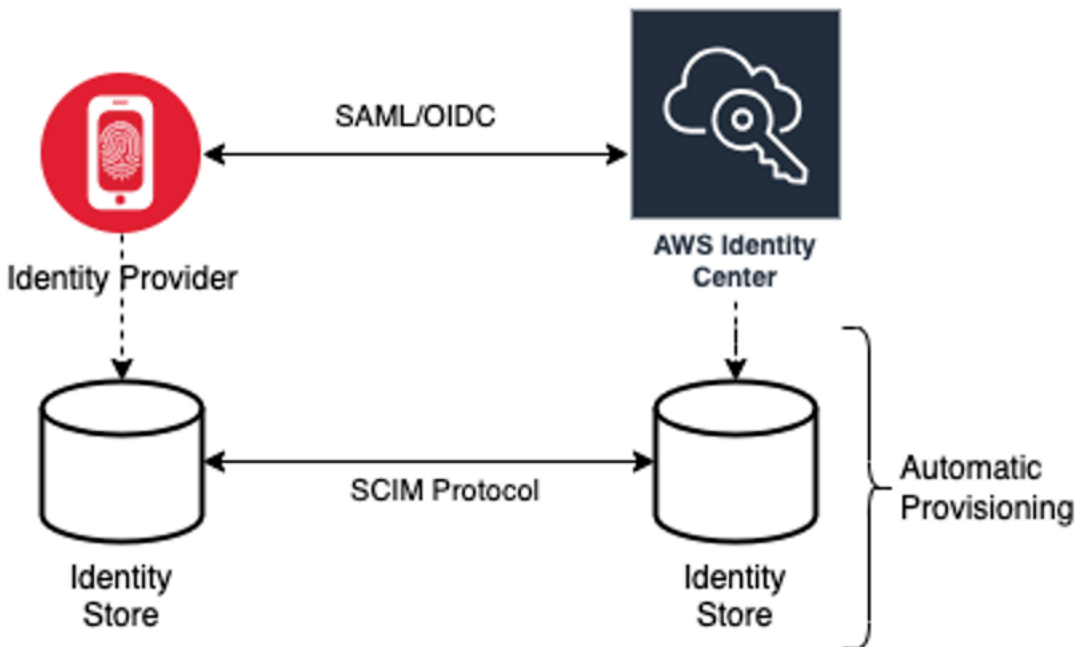 SAML/OIDC
AWS Identity
Center
Identity Provider
SCIM Protocol
Automatic
Provisioning
Identity
Store
Identity
Store